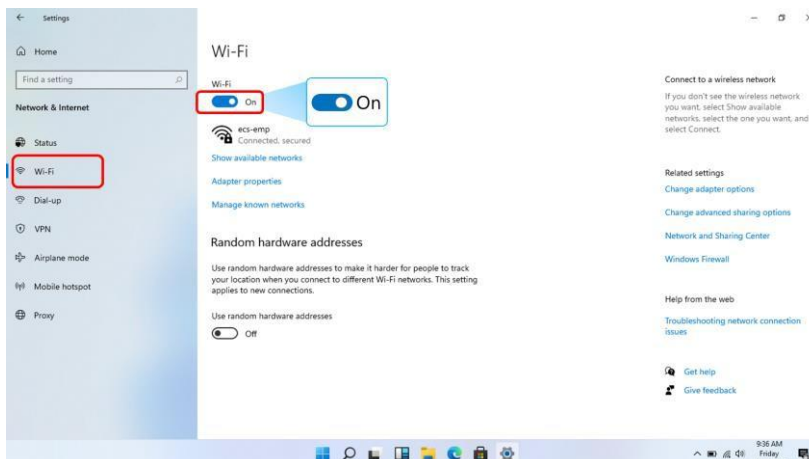 Settings
Home
Find a setting
Network & Internet
Status
Wi-Fi
Dial-up
VPN
Airplane mode
Mobile hotspot
Proxy
Wi-Fi
Wi-Fi
On
On
ecs-emp
Connected, secured
Show available networks
Adapter properties
Manage known networks
Random hardware addresses
Use random hardware addresses to make it harder for people to track
your location when you connect to different Wi-Fi networks. This setting
applies to new connections.
Use random hardware addresses
Off
Connect to a wireless network
If you don't see the wireless network
you want, select Show available
networks, select the one you want, and
select Connect.
Related settings
Change adapter options
Change advanced sharing options
Network and Sharing Center
Windows Firewall
Help from the web
Troubleshooting network connection
issues
Get help
Give feedback
9:36 AM
Friday